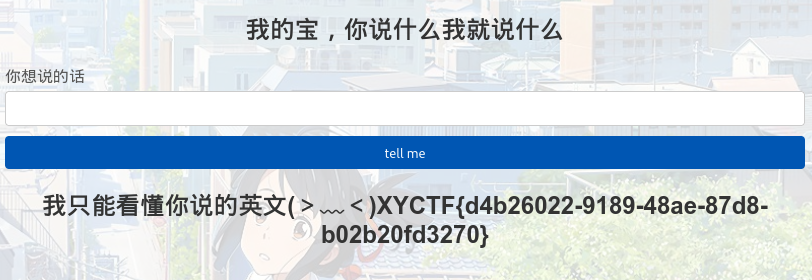 我的宝，你说什么我就说什么
你想说的话
tell me
我只能看懂你说的英文(＞﹏＜)XYCTF{d4b26022-9189-48ae-87d8-
b02b20fd3270}